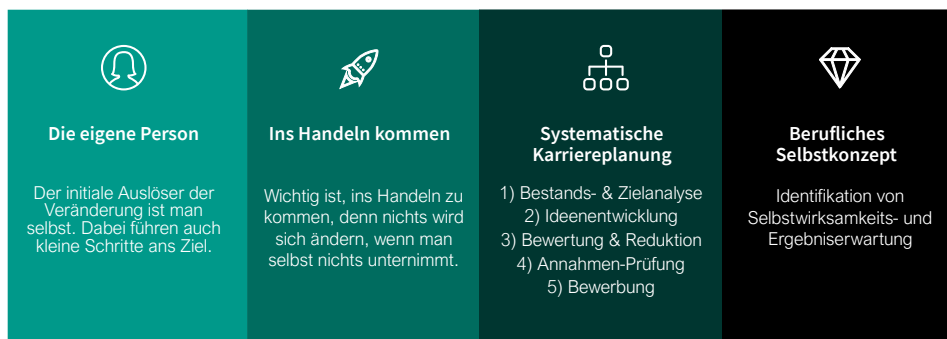 Die eigene Person
Der initiale Auslöser der
Veränderung ist man
selbst. Dabei führen auch
kleine Schritte ans Ziel.
Ins Handeln kommen
Wichtig ist, ins Handeln zu
kommen, denn nichts wird
sich ändern, wenn man
selbst nichts unternimmt.
Systematische
Karriereplanung
1) Bestands- & Zielanalyse
2) Ideenentwicklung
3) Bewertung & Reduktion
4) Annahmen-Prüfung
5) Bewerbung
Berufliches
Selbstkonzept
Identifikation von
Selbstwirksamkeits- und
Ergebniserwartung